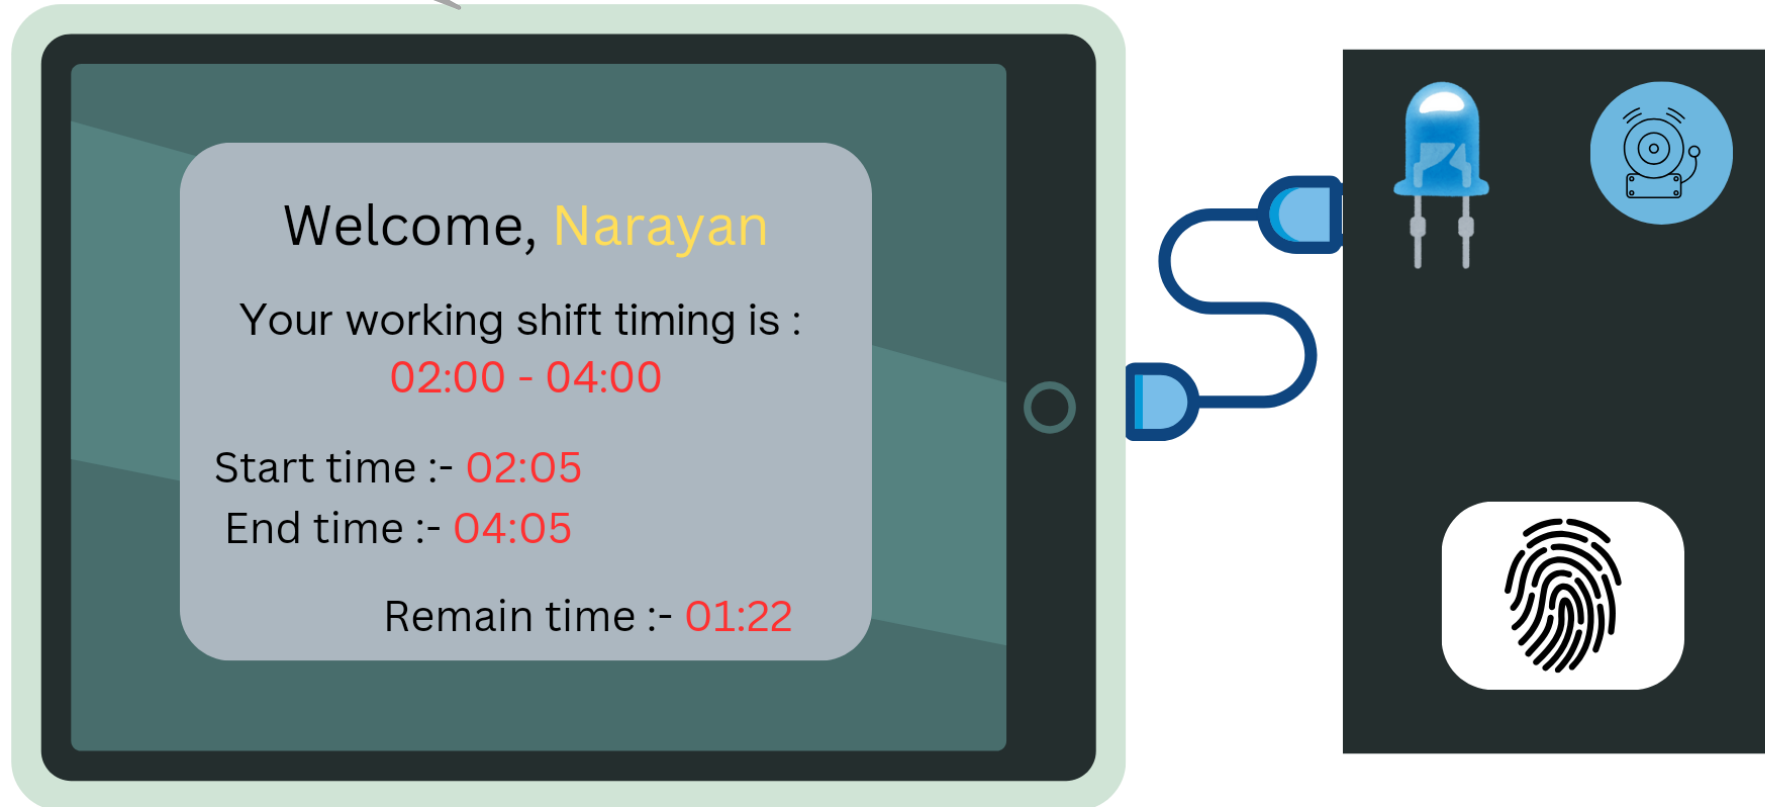 Welcome, Narayan
Your working shift timing is :
02:00 - 04:00
Start time :- 02:05
End time :- 04:05
Remain time :- 01:22